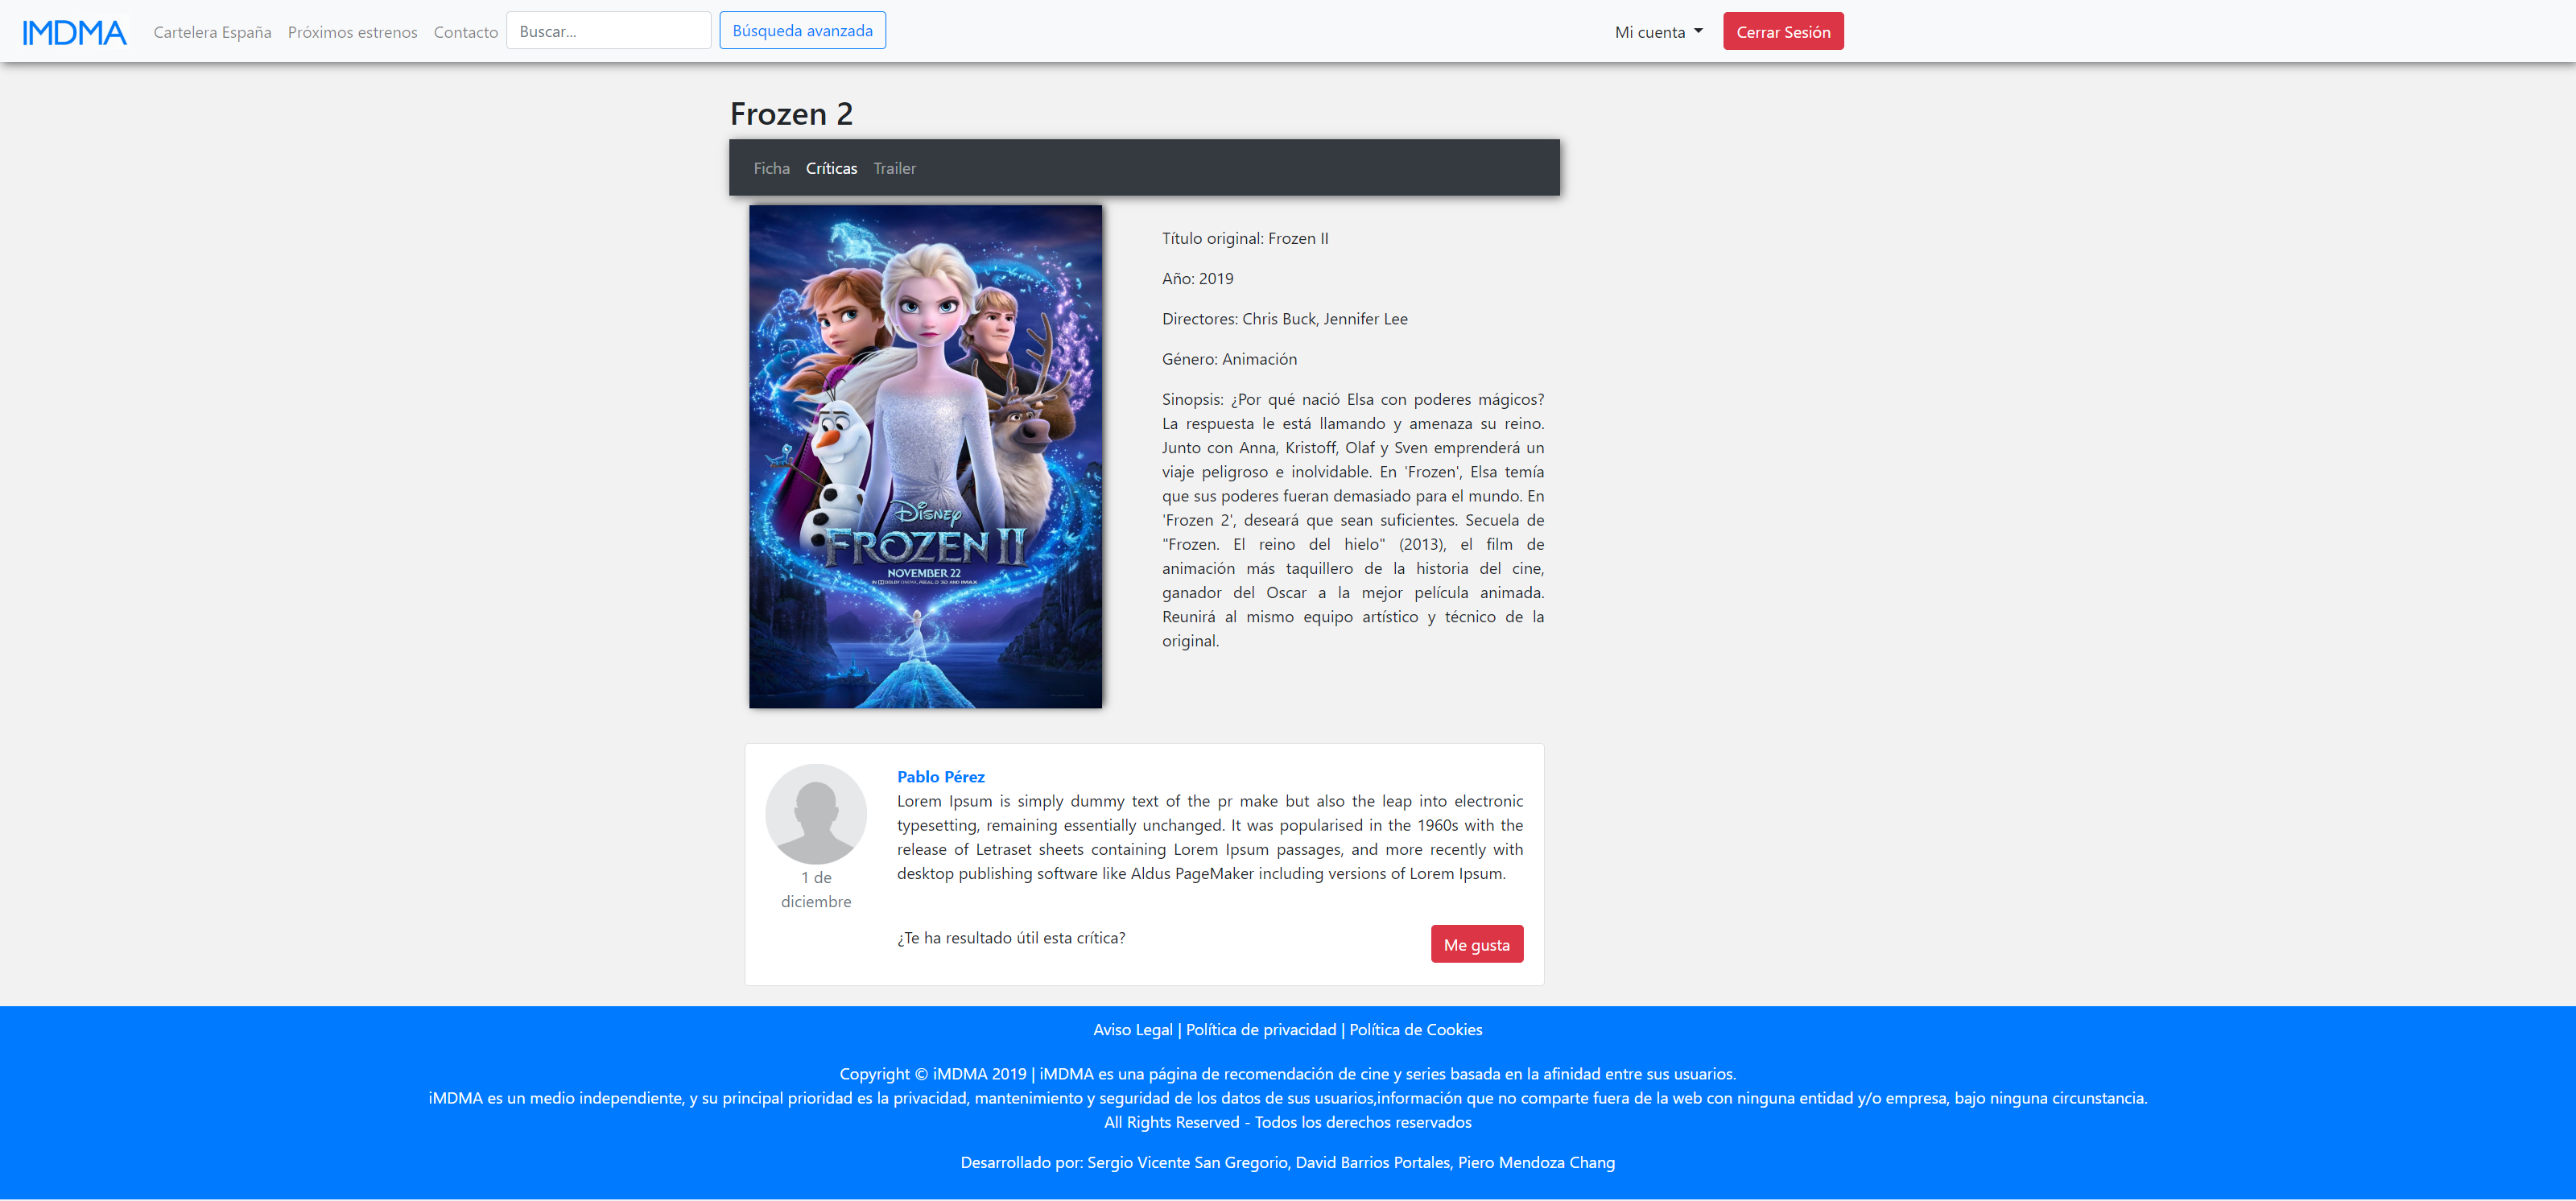 IMDMA Cartelera España Próximos estrenos Contacto Buscar... Búsqueda avanzada Mi cuenta Cerrar Sesión
Frozen 2
Ficha Críticas Trailer
Título original: Frozen II
Año: 2019
Directores: Chris Buck, Jennifer Lee
Género: Animación
Sinopsis: ¿Por qué nació Elsa con poderes mágicos?
La respuesta le está llamando y amenaza su reino.
Junto con Anna, Kristoff, Olaf y Sven emprenderá un
viaje peligroso e inolvidable. En 'Frozen', Elsa temía
que sus poderes fueran demasiado para el mundo. En
'Frozen 2', deseará que sean suficientes. Secuela de
"Frozen. El reino del hielo" (2013), el film de
animación más taquillero de la historia del cine,
ganador del Oscar a la mejor película animada.
Reunirá al mismo equipo artístico y técnico de la
original.
Disney
FROZEN II
NOVEMBER 22
IN DOLBY CINEMA, REAL D 3D AND IMAX
Pablo Pérez
Lorem Ipsum is simply dummy text of the pr make but also the leap into electronic
typesetting, remaining essentially unchanged. It was popularised in the 1960s with the
release of Letraset sheets containing Lorem Ipsum passages, and more recently with
desktop publishing software like Aldus PageMaker including versions of Lorem Ipsum.
1 de
diciembre
¿Te ha resultado útil esta crítica? Me gusta
Aviso Legal | Política de privacidad | Política de Cookies
Copyright © iMDMA 2019 | iMDMA es una página de recomendación de cine y series basada en la afinidad entre sus usuarios.
iMDMA es un medio independiente, y su principal prioridad es la privacidad, mantenimiento y seguridad de los datos de sus usuarios,información que no comparte fuera de la web con ninguna entidad y/o empresa, bajo ninguna circunstancia.
All Rights Reserved - Todos los derechos reservados
Desarrollado por: Sergio Vicente San Gregorio, David Barrios Portales, Piero Mendoza Chang